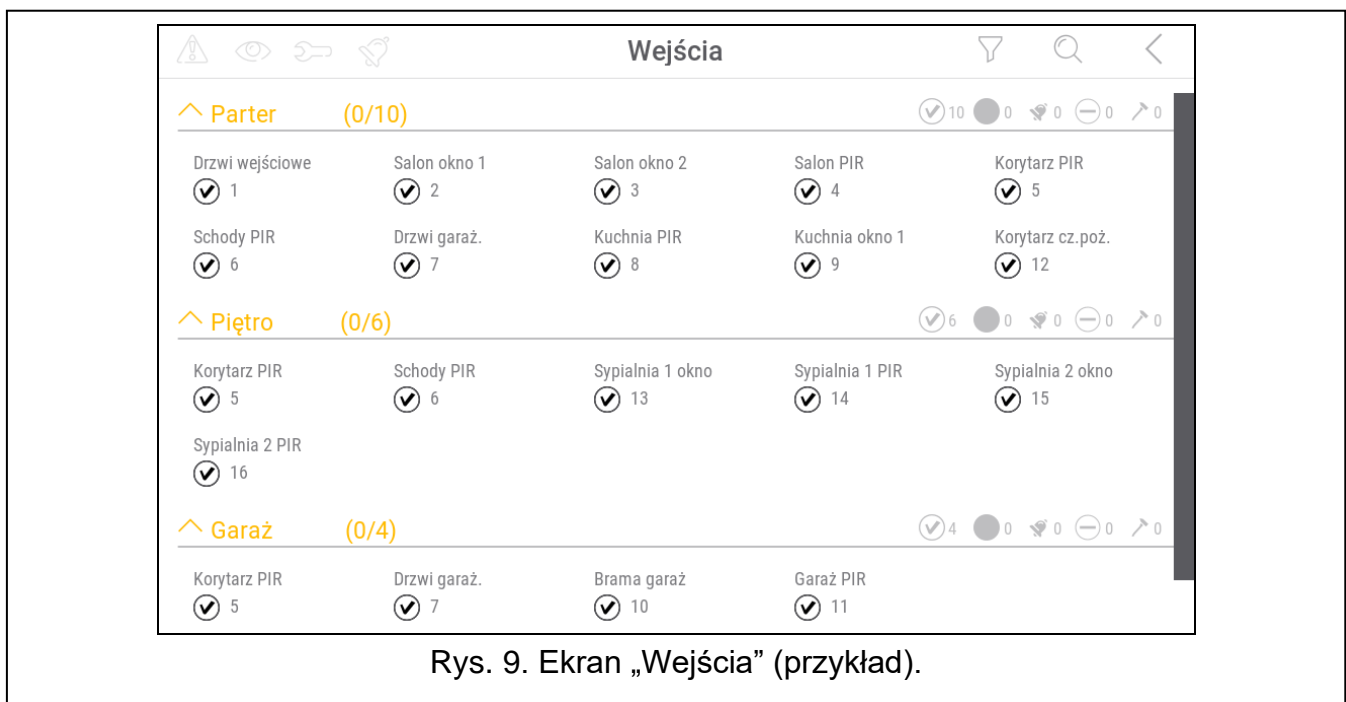 Wejścia
Parter (0/10) 10 0 0 0 0
Drzwi wejściowe Salon okno 1 Salon okno 2 Salon PIR Korytarz PIR
1 2 3 4 5
Schody PIR Drzwi garaż. Kuchnia PIR Kuchnia okno 1 Korytarz cz.poż.
6 7 8 9 12
Piętro (0/6) 6 0 0 0 0
Korytarz PIR Schody PIR Sypialnia 1 okno Sypialnia 1 PIR Sypialnia 2 okno
5 6 13 14 15
Sypialnia 2 PIR
16
Garaż (0/4) 4 0 0 0 0
Korytarz PIR Drzwi garaż. Brama garaż Garaż PIR
5 7 10 11
Rys. 9. Ekran „Wejścia” (przykład).